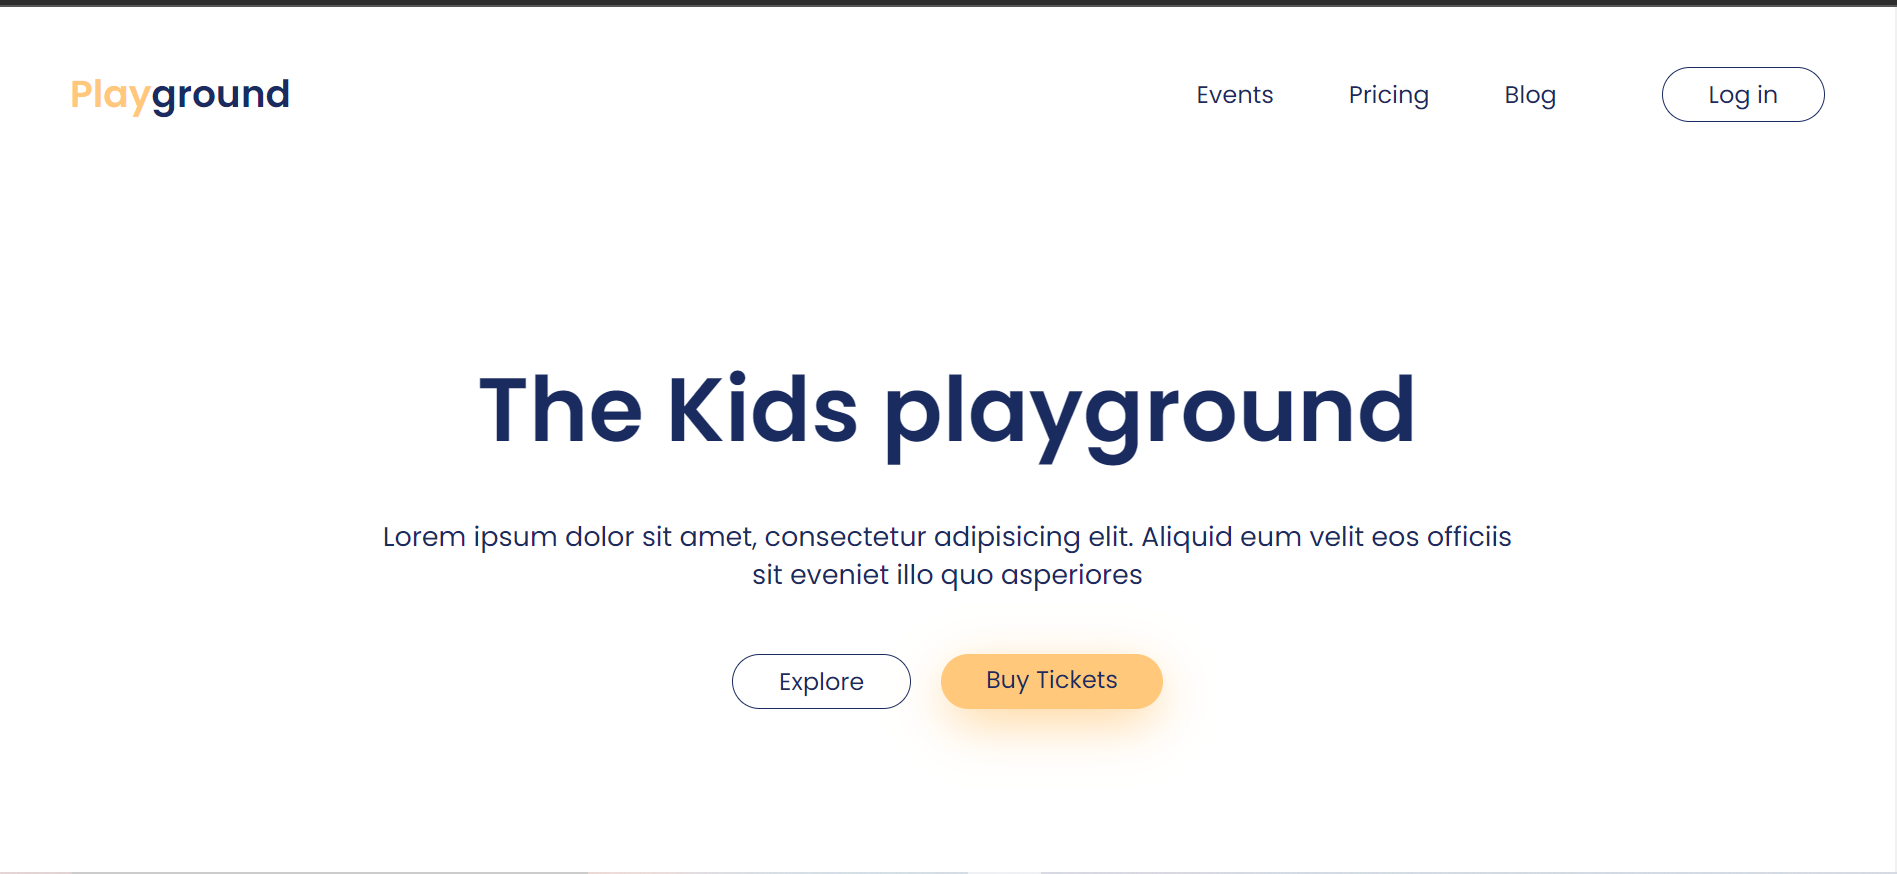 Playground
Events Pricing Blog Log in
The Kids playground
Lorem ipsum dolor sit amet, consectetur adipisicing elit. Aliquid eum velit eos officiis
sit eveniet illo quo asperiores
Explore Buy Tickets